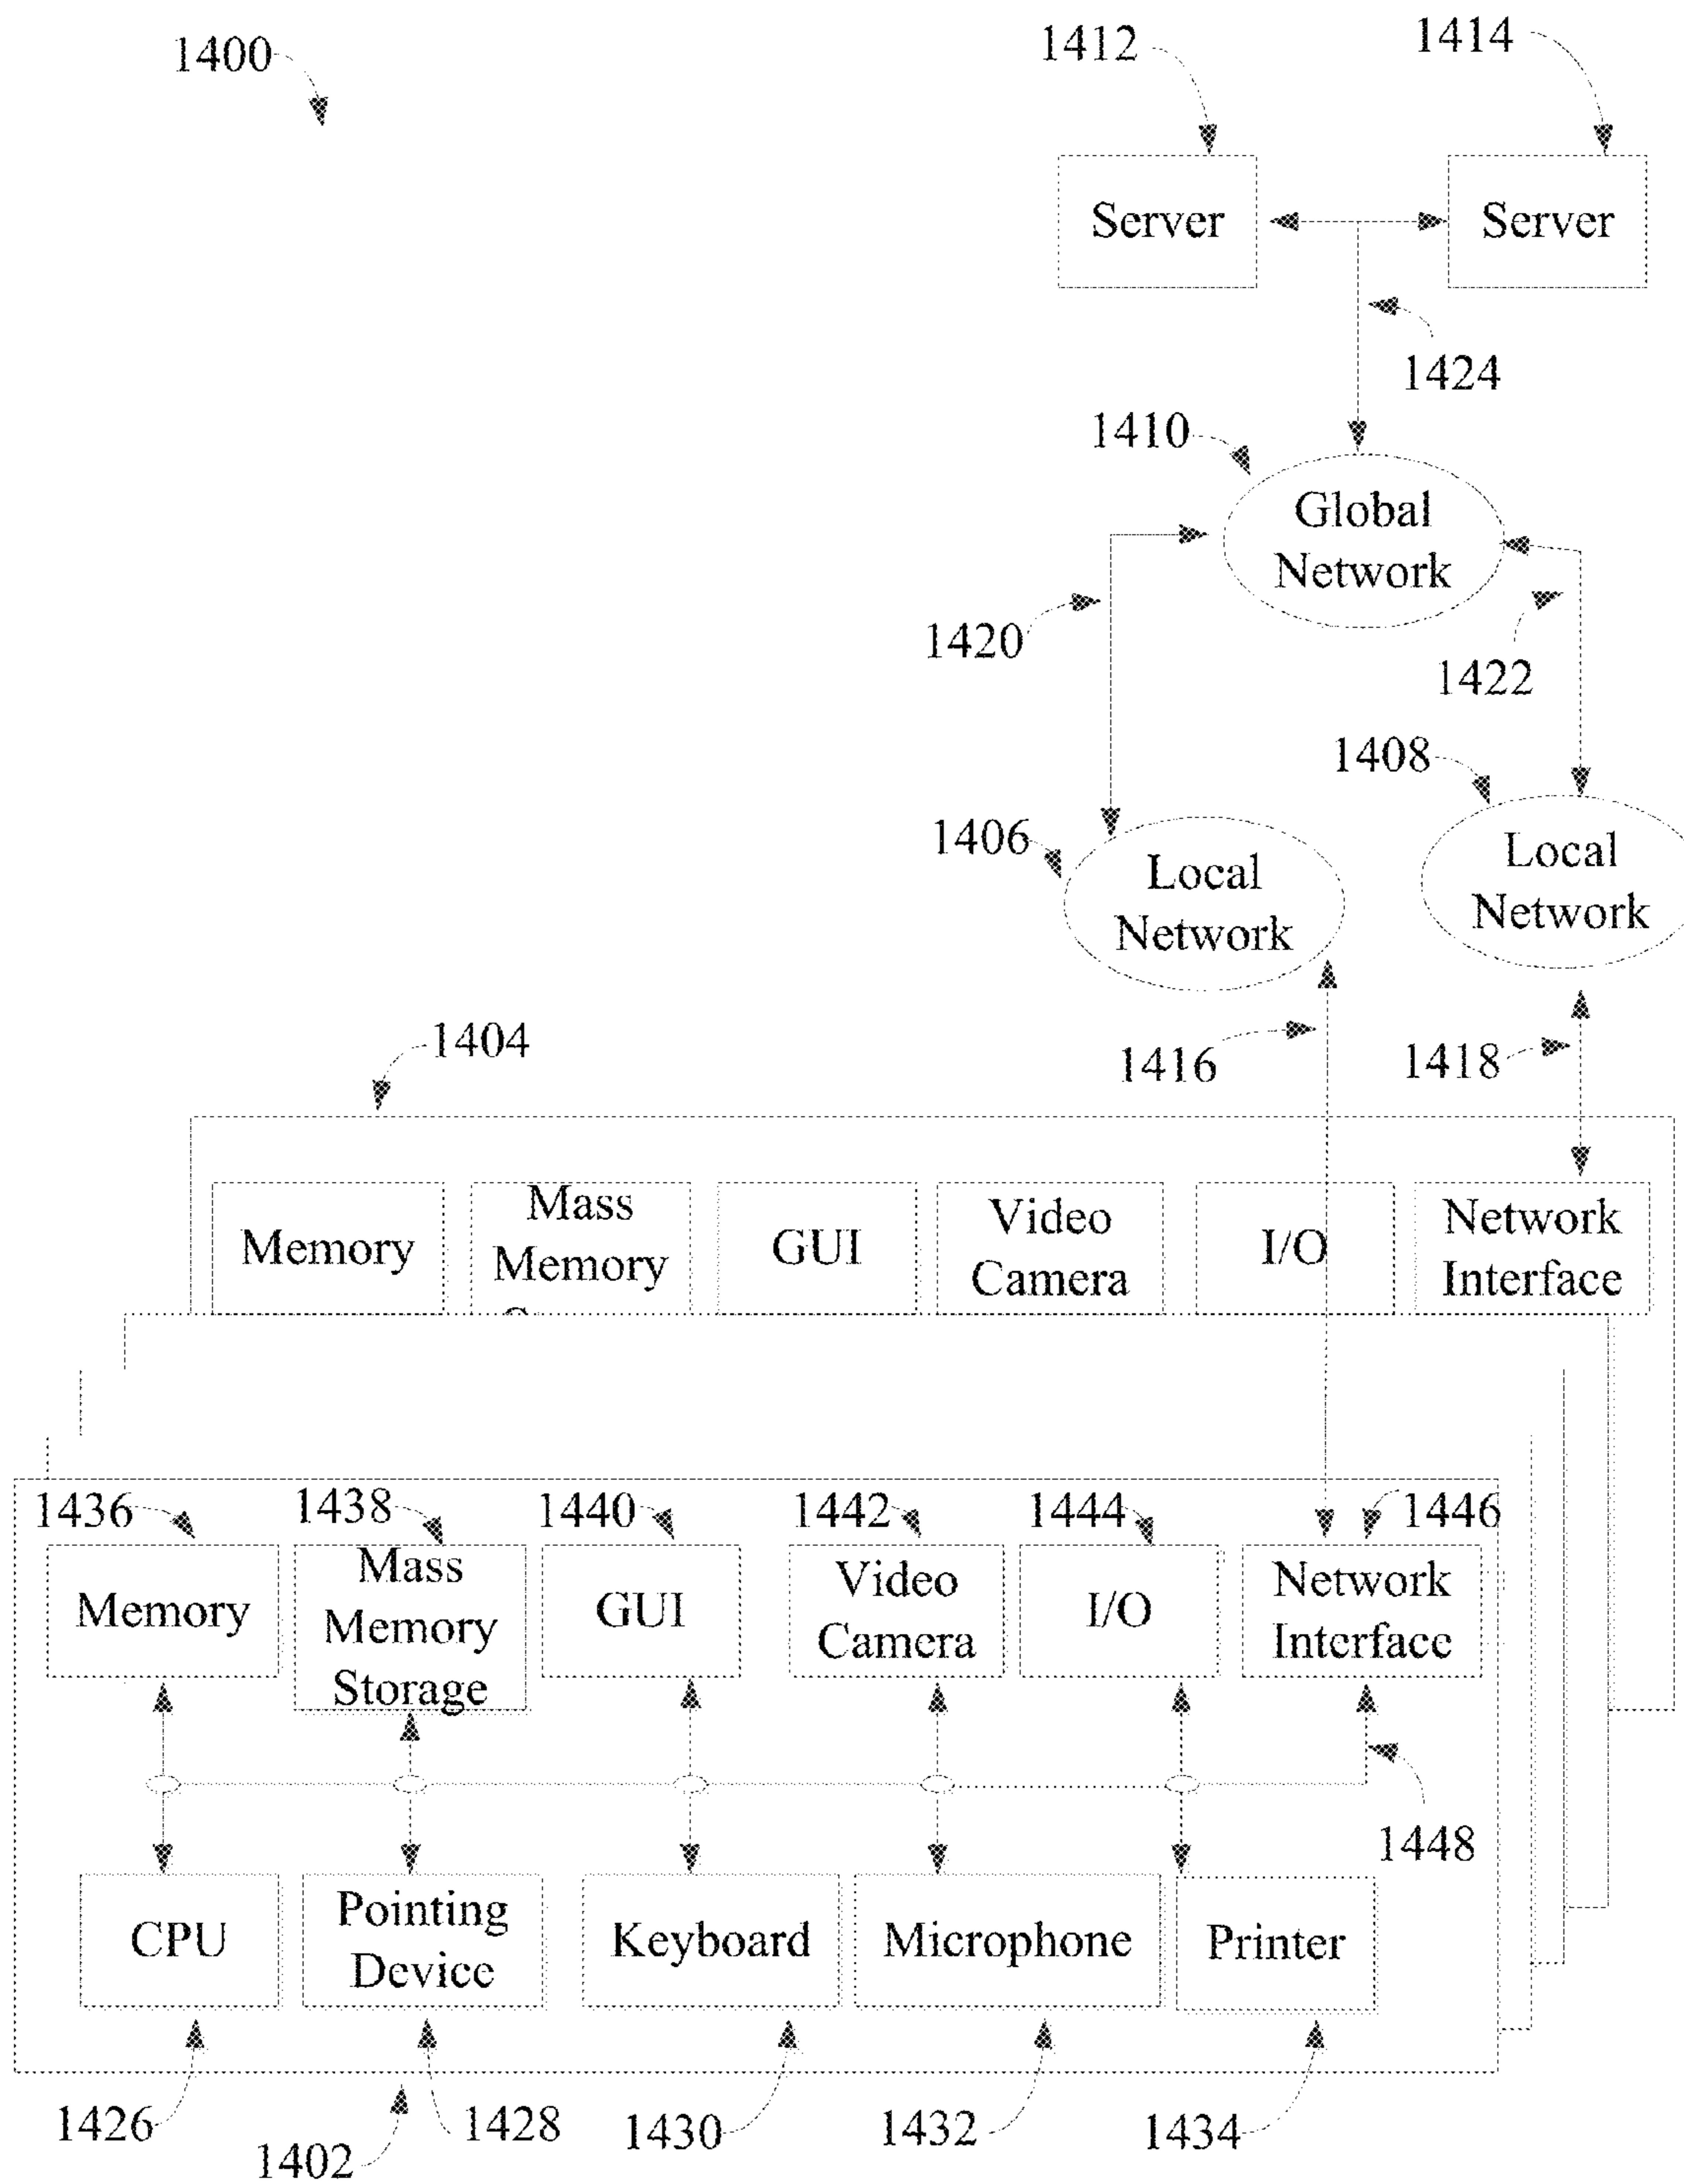 1400
1412
1414
Server
Server
1424
1410
Global
Network
1420
1422
1408
1406
Local
Network
Local
Network
1404
1416
1418
Memory
Mass
Memory
GUI
Video
Camera
I/O
Network
Interface
1436
1438
1440
1442
1444
1446
Memory
Mass
Memory
Storage
GUI
Video
Camera
I/O
Network
Interface
1448
CPU
Pointing
Device
Keyboard
Microphone
Printer
1426
1402
1428
1430
1432
1434